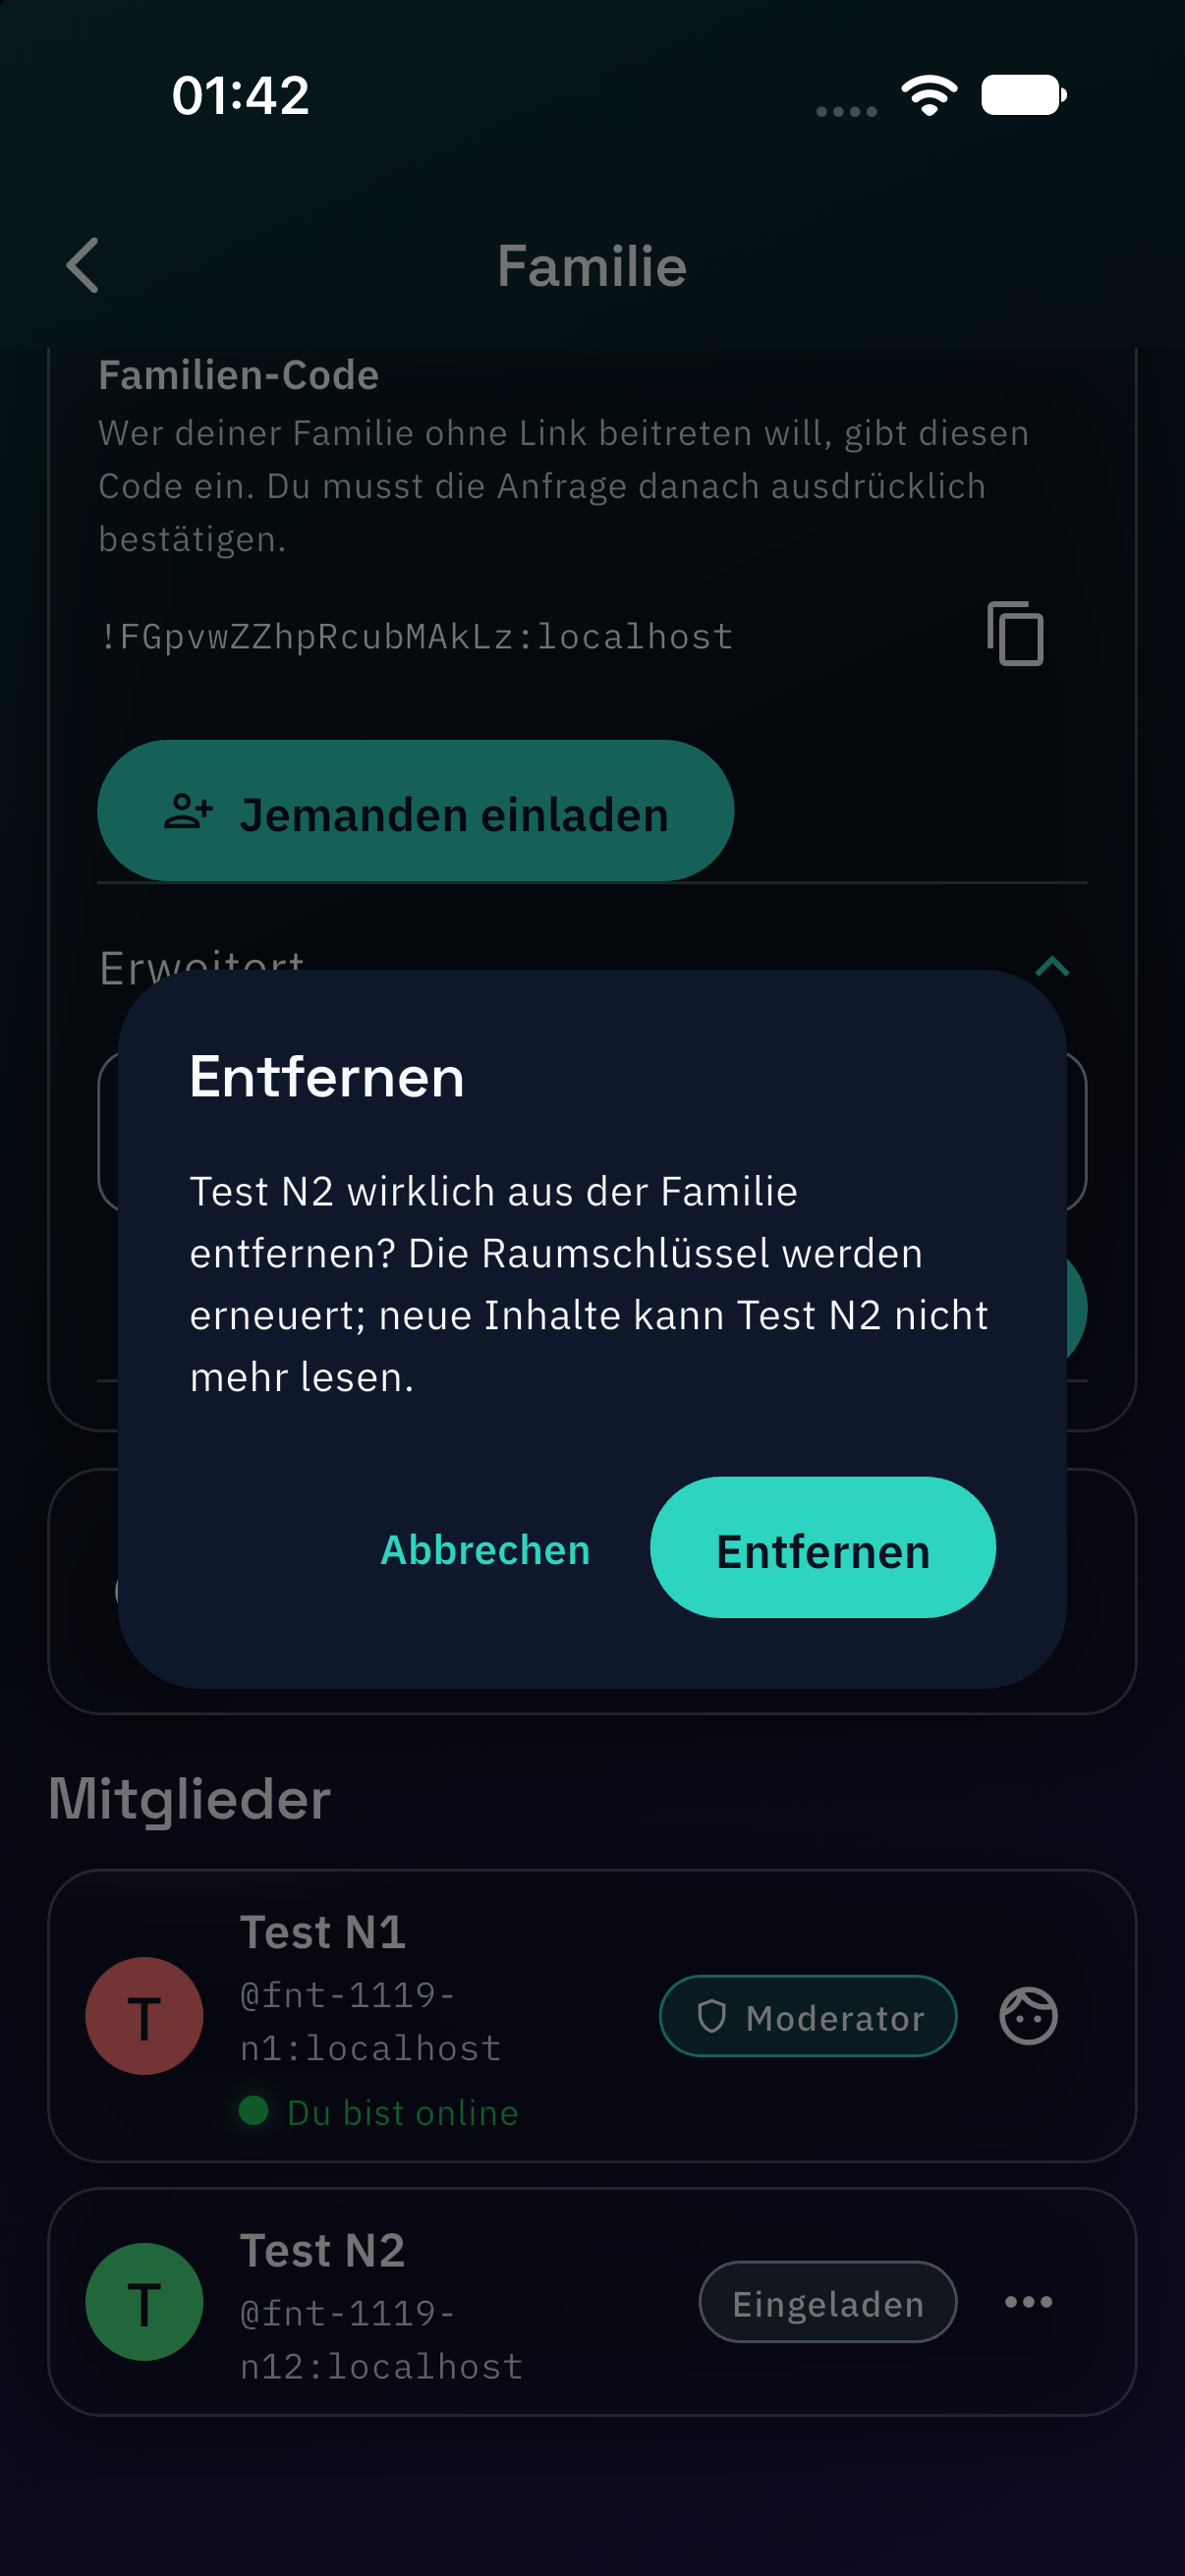 01:42
Familie
Familien-Code
Wer deiner Familie ohne Link beitreten will, gibt diesen
Code ein. Du musst die Anfrage danach ausdrücklich
bestätigen.
!FGpvwZZhpRcubMAkLz:localhost
Jemanden einladen
Erweitert
Entfernen
Test N2 wirklich aus der Familie
entfernen? Die Raumschlüssel werden
erneuert; neue Inhalte kann Test N2 nicht
mehr lesen.
Abbrechen
Entfernen
Mitglieder
T
Test N1
@fnt-1119-
n1:localhost
Moderator
Du bist online
T
Test N2
@fnt-1119-
n12:localhost
Eingeladen